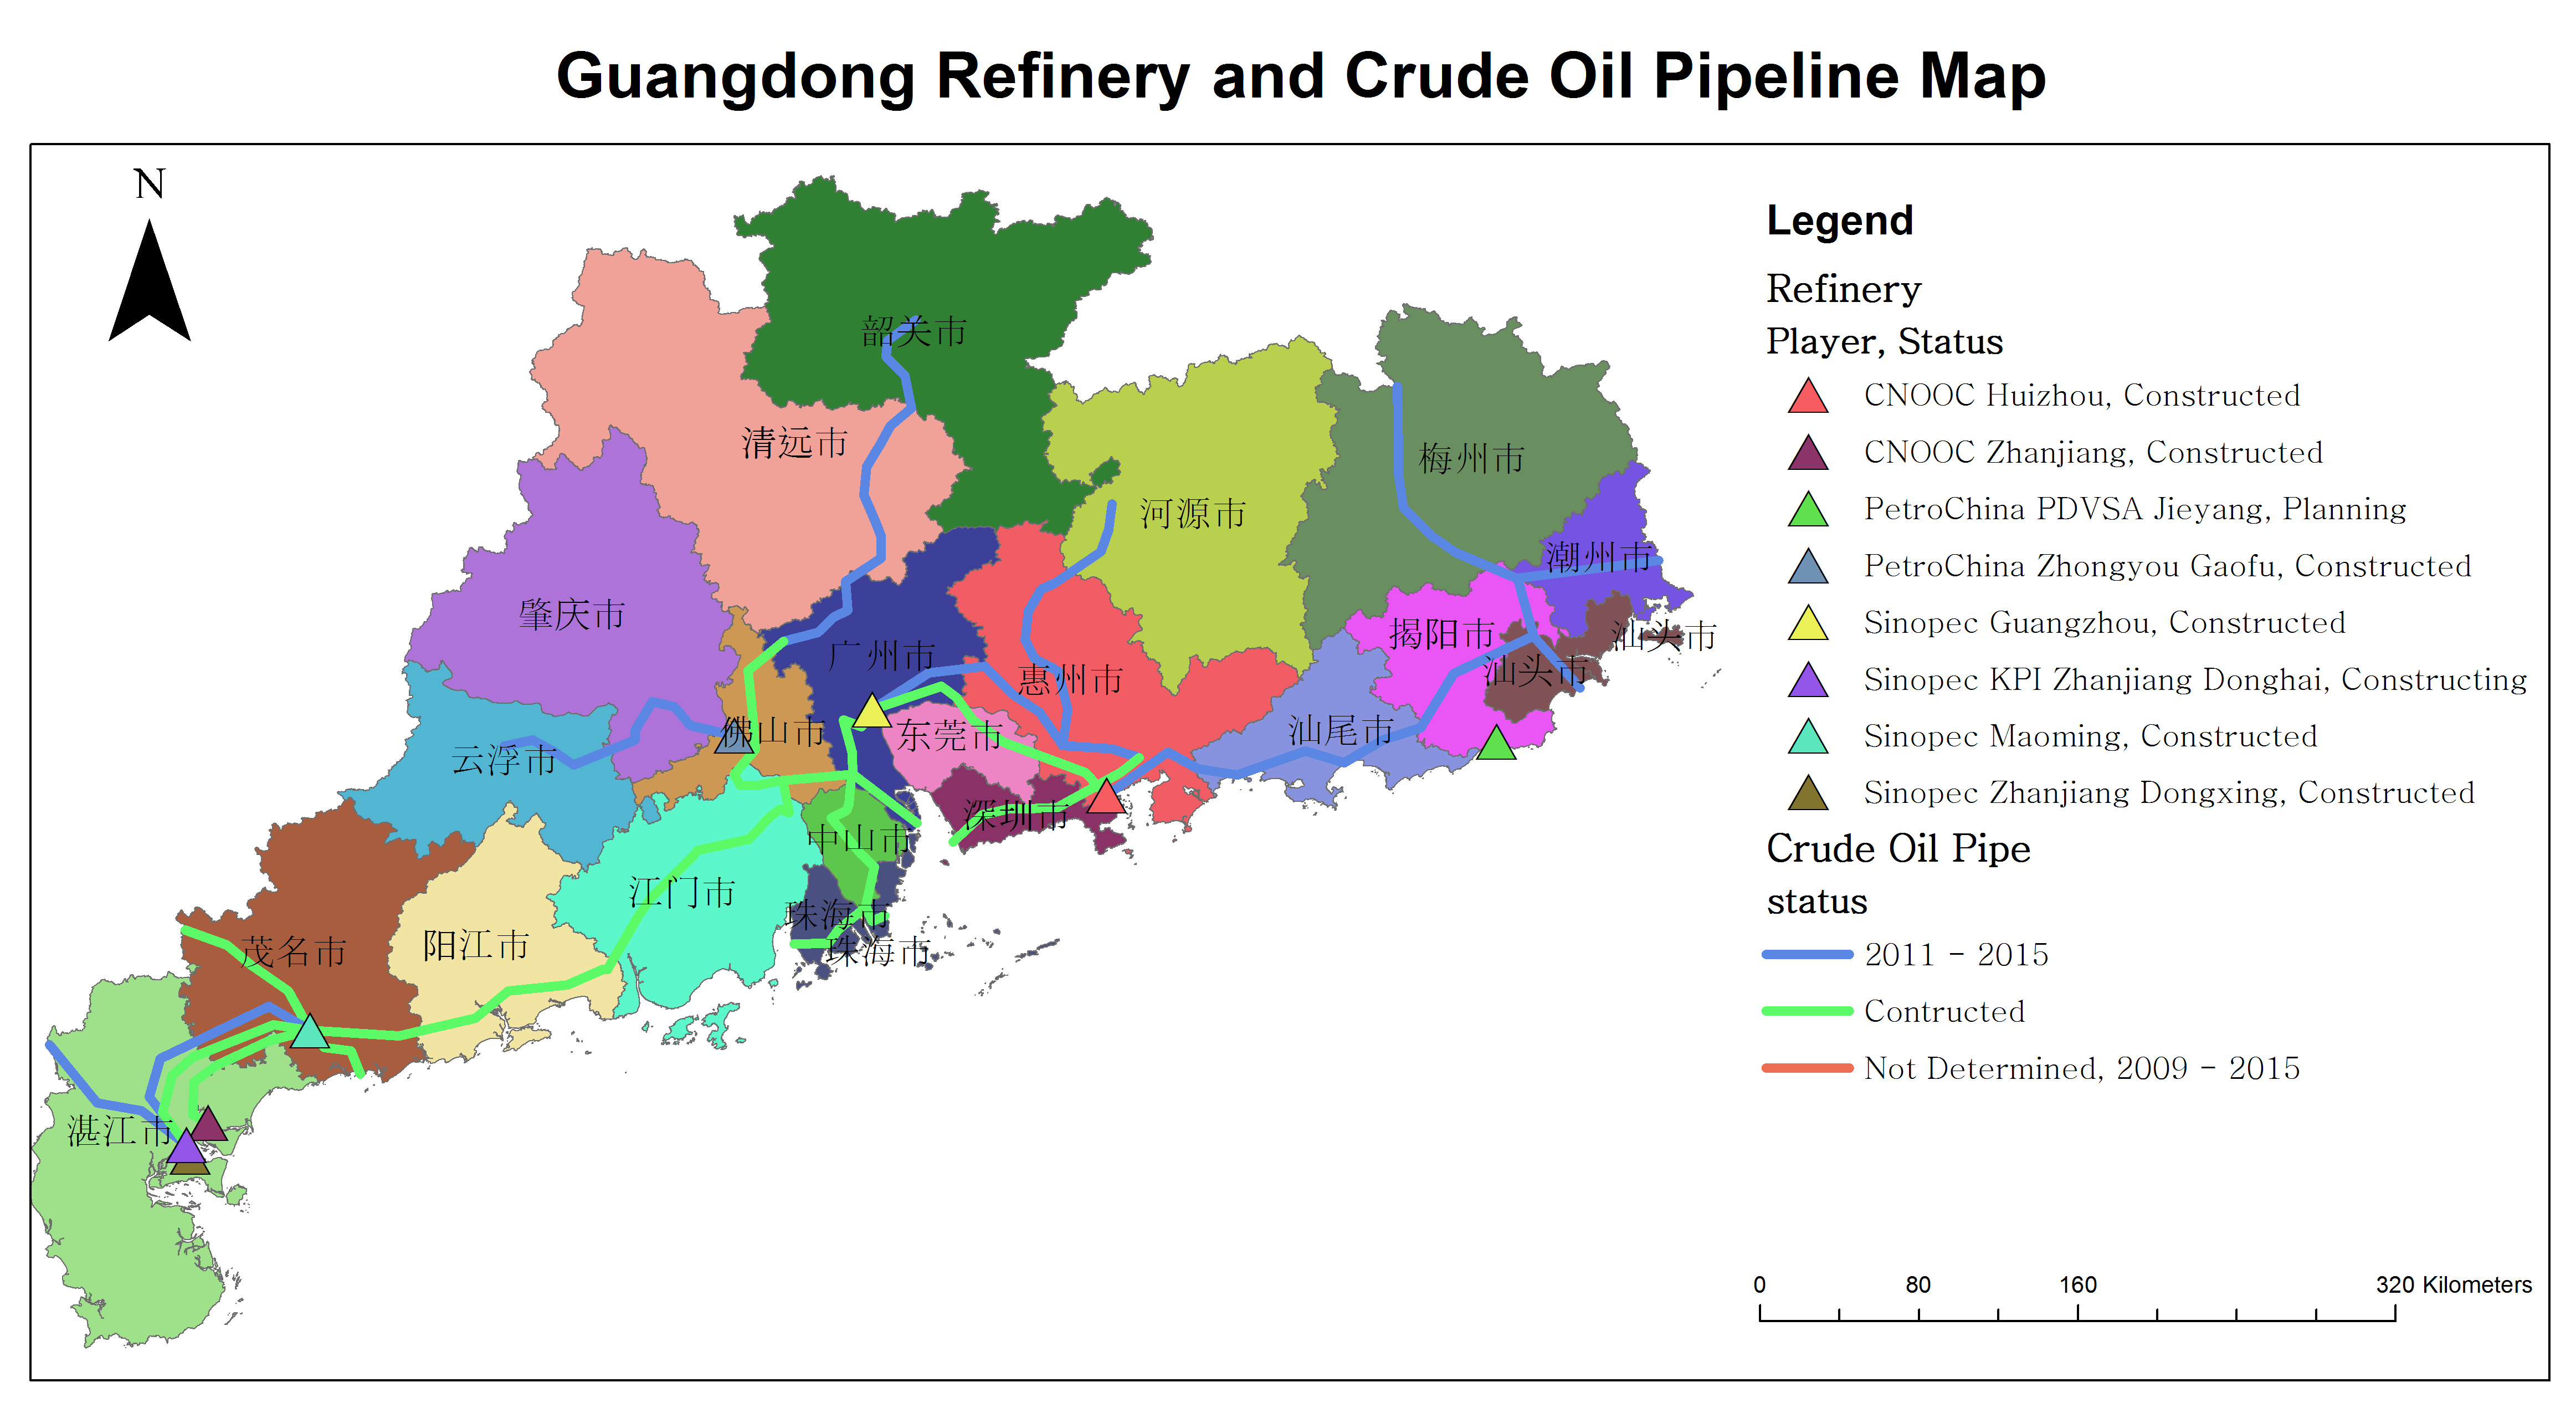 Guangdong Refinery and Crude Oil Pipeline Map
N
Legend
Refinery
Player, Status
CNOOC Huizhou, Constructed
CNOOC Zhanjiang, Constructed
PetroChina PDVSA Jieyang, Planning
PetroChina Zhongyou Gaofu, Constructed
Sinopec Guangzhou, Constructed
Sinopec KPI Zhanjiang Donghai, Constructing
Sinopec Maoming, Constructed
Sinopec Zhanjiang Dongxing, Constructed
Crude Oil Pipe
status
2011 - 2015
Contructed
Not Determined, 2009 - 2015
韶关市
清远市
梅州市
河源市
潮州市
肇庆市
揭阳市
汕头市
广州市
汕头市
惠州市
佛山市
东莞市
汕尾市
云浮市
深圳市
中山市
江门市
珠海市
阳江市
茂名市
珠海市
湛江市
0 80 160 320 Kilometers